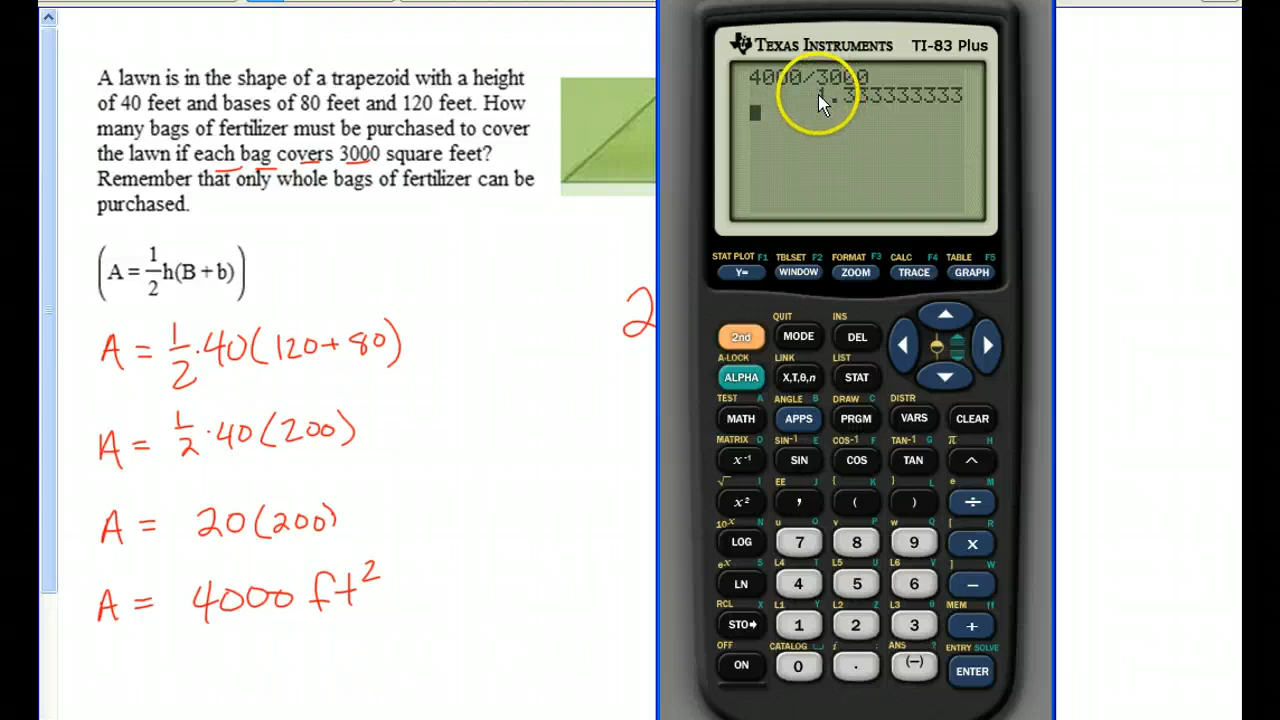 A lawn is in the shape of a trapezoid with a height
of 40 feet and bases of 80 feet and 120 feet. How
many bags of fertilizer must be purchased to cover
the lawn if each bag covers 3000 square feet?
Remember that only whole bags of fertilizer can be
purchased.
(A = 1/2 h(B + b))
A = 1/2 · 40(120 + 80)
A = 1/2 · 40(200)
A = 20(200)
A = 4000 ft²
2
TEXAS INSTRUMENTS TI-83 Plus
4000/3000
1.333333333
STAT PLOT F1 TBLSET F2 FORMAT F3 CALC F4 TABLE F5
Y= WINDOW ZOOM TRACE GRAPH
QUIT INS
2nd MODE DEL
A-LOCK LINK LIST
ALPHA X,T,θ,n STAT
TEST A ANGLE B DRAW C DISTR
MATH APPS PRGM VARS CLEAR
MATRIX D SIN⁻¹ E COS⁻¹ F TAN⁻¹ G π H
x⁻¹ SIN COS TAN ^
√ I EE J { K } L e M
x² , ( ) ÷
10ˣ N u O v P w Q [ R
LOG 7 8 9 ×
eˣ S L4 T L5 U L6 V ] W
LN 4 5 6 −
RCL X L1 Y L2 Z L3 θ MEM "
STO➔ 1 2 3 +
OFF CATALOG ⎵ i : ANS ? ENTRY SOLVE
ON 0 . (−) ENTER